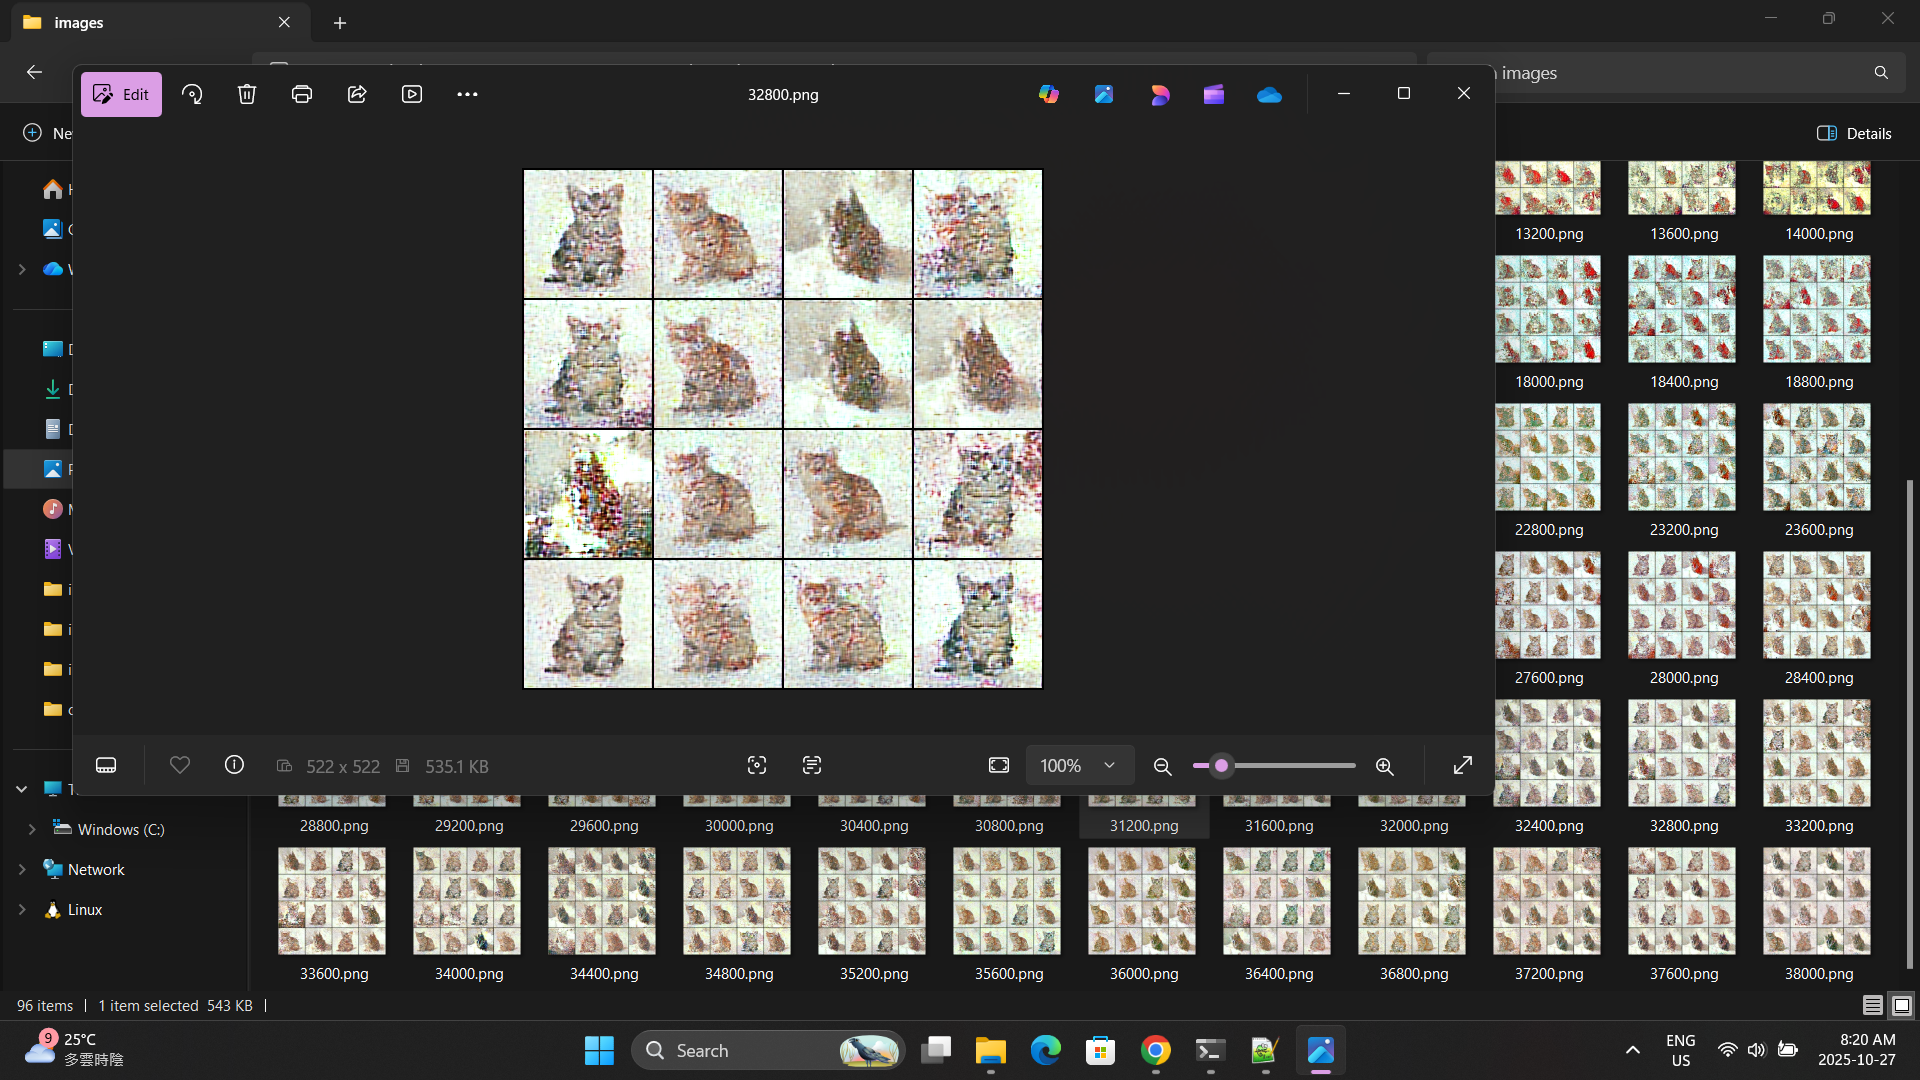 images
images
Edit
32800.png
Details
13200.png
13600.png
14000.png
18000.png
18400.png
18800.png
22800.png
23200.png
23600.png
27600.png
28000.png
28400.png
522 x 522
535.1 KB
100%
28800.png
29200.png
29600.png
30000.png
30400.png
30800.png
31200.png
31600.png
32000.png
32400.png
32800.png
33200.png
Windows (C:)
Network
Linux
33600.png
34000.png
34400.png
34800.png
35200.png
35600.png
36000.png
36400.png
36800.png
37200.png
37600.png
38000.png
96 items
1 item selected 543 KB
9
25°C
多雲時陰
Search
ENG
US
8:20 AM
2025-10-27